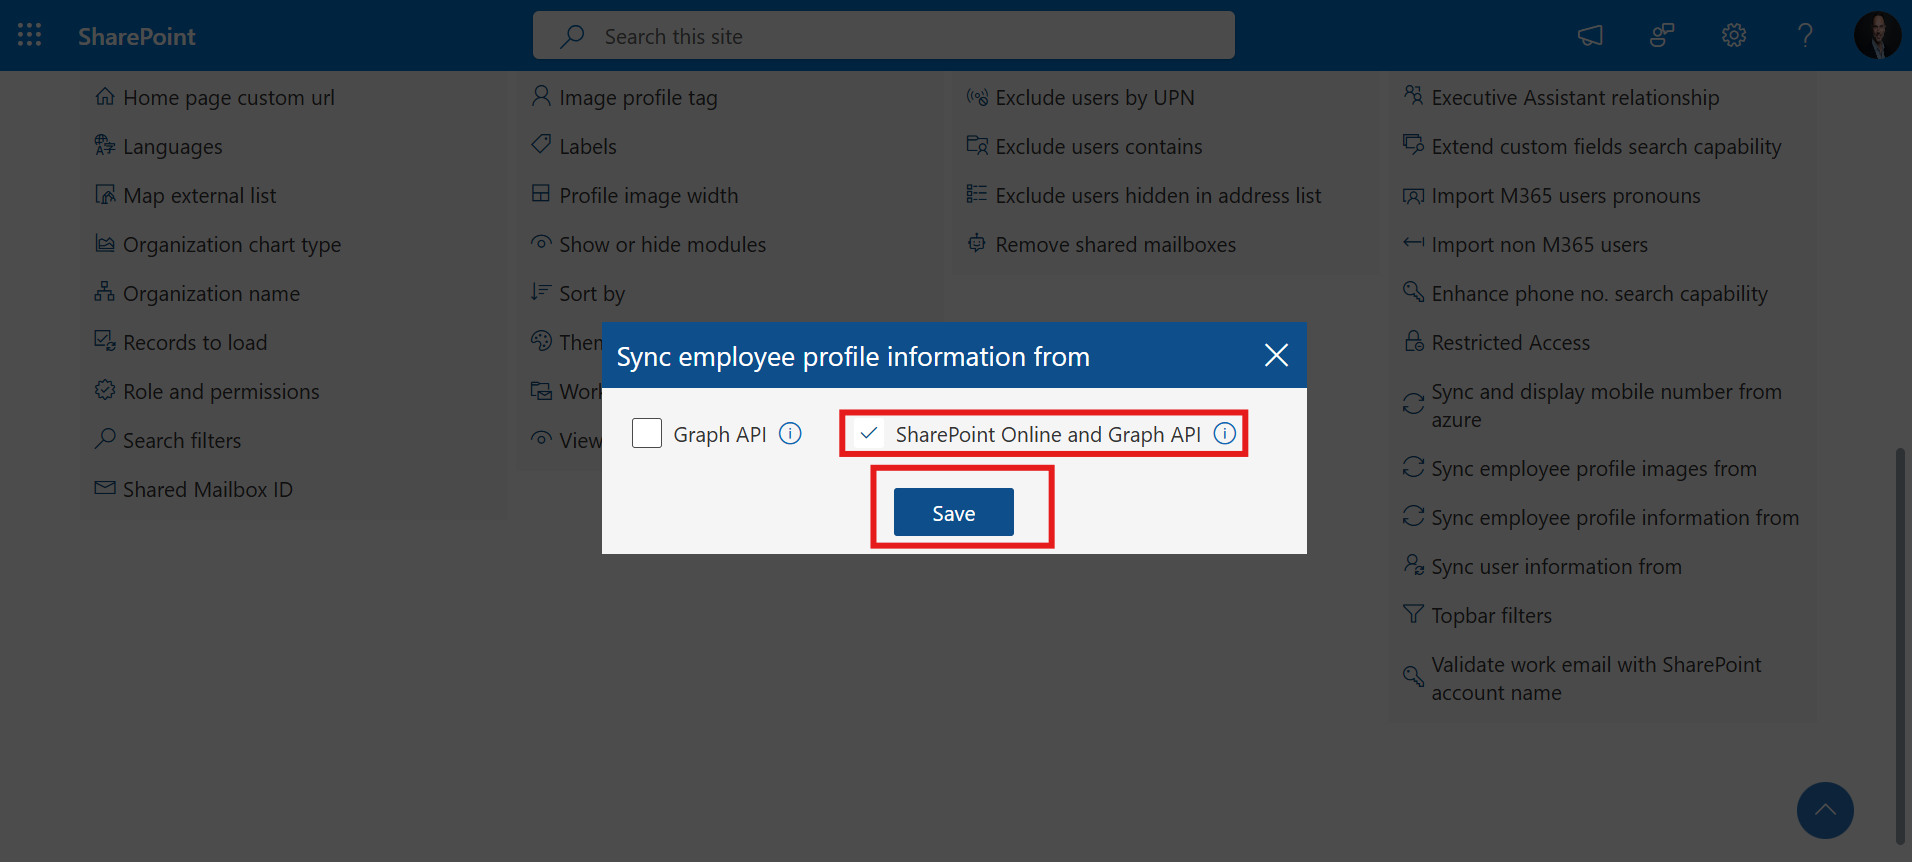 SharePoint
Search this site
Home page custom url
Languages
Map external list
Organization chart type
Organization name
Records to load
Role and permissions
Search filters
Shared Mailbox ID
Image profile tag
Labels
Profile image width
Show or hide modules
Sort by
Them
Work
View
Exclude users by UPN
Exclude users contains
Exclude users hidden in address list
Remove shared mailboxes
Executive Assistant relationship
Extend custom fields search capability
Import M365 users pronouns
Import non M365 users
Enhance phone no. search capability
Restricted Access
Sync and display mobile number from
azure
Sync employee profile images from
Sync employee profile information from
Sync user information from
Topbar filters
Validate work email with SharePoint
account name
Sync employee profile information from
Graph API
SharePoint Online and Graph API
Save